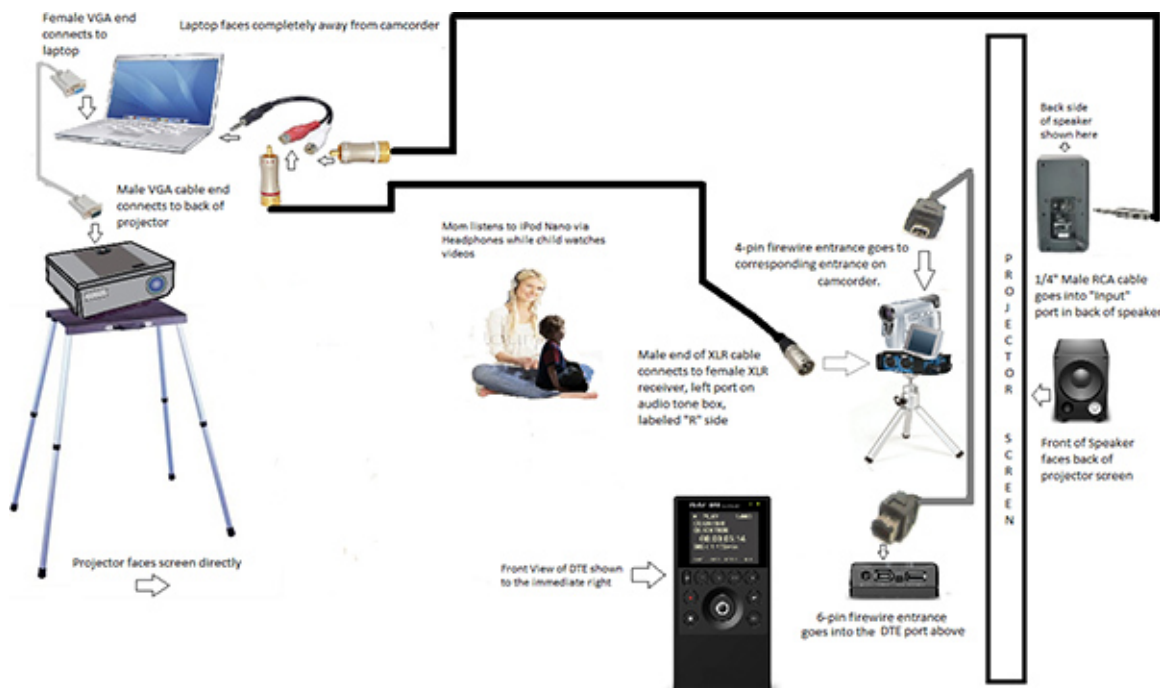 Female VGA end
connects to
laptop
Laptop faces completely away from camcorder
Back side
of speaker
shown here
Male VGA cable end
connects to back of
projector
Mom listens to iPod Nano via
Headphones while child watches
videos
4-pin firewire entrance goes to
corresponding entrance on
camcorder.
PROJECTOR SCREEN
1/4" Male RCA cable
goes into "Input"
port in back of speaker
Male end of XLR cable
connects to female XLR
receiver, left port on
audio tone box,
labeled "R" side
Front of Speaker
faces back of
projector screen
Projector faces screen directly
Front View of DTE shown
to the immediate right
6-pin firewire entrance
goes into the DTE port above